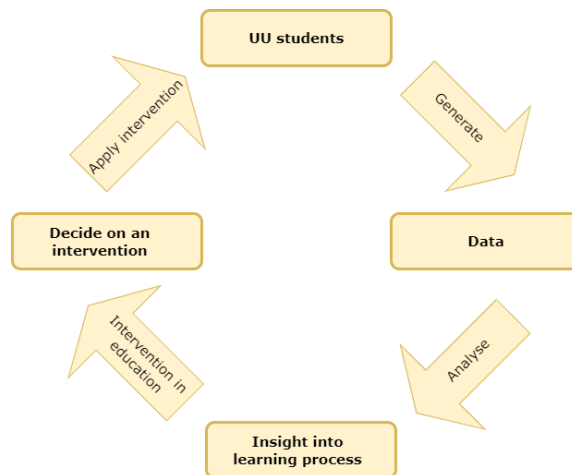 UU students
Generate
Data
Analyse
Insight into
learning process
Intervention in
education
Decide on an
intervention
Apply intervention